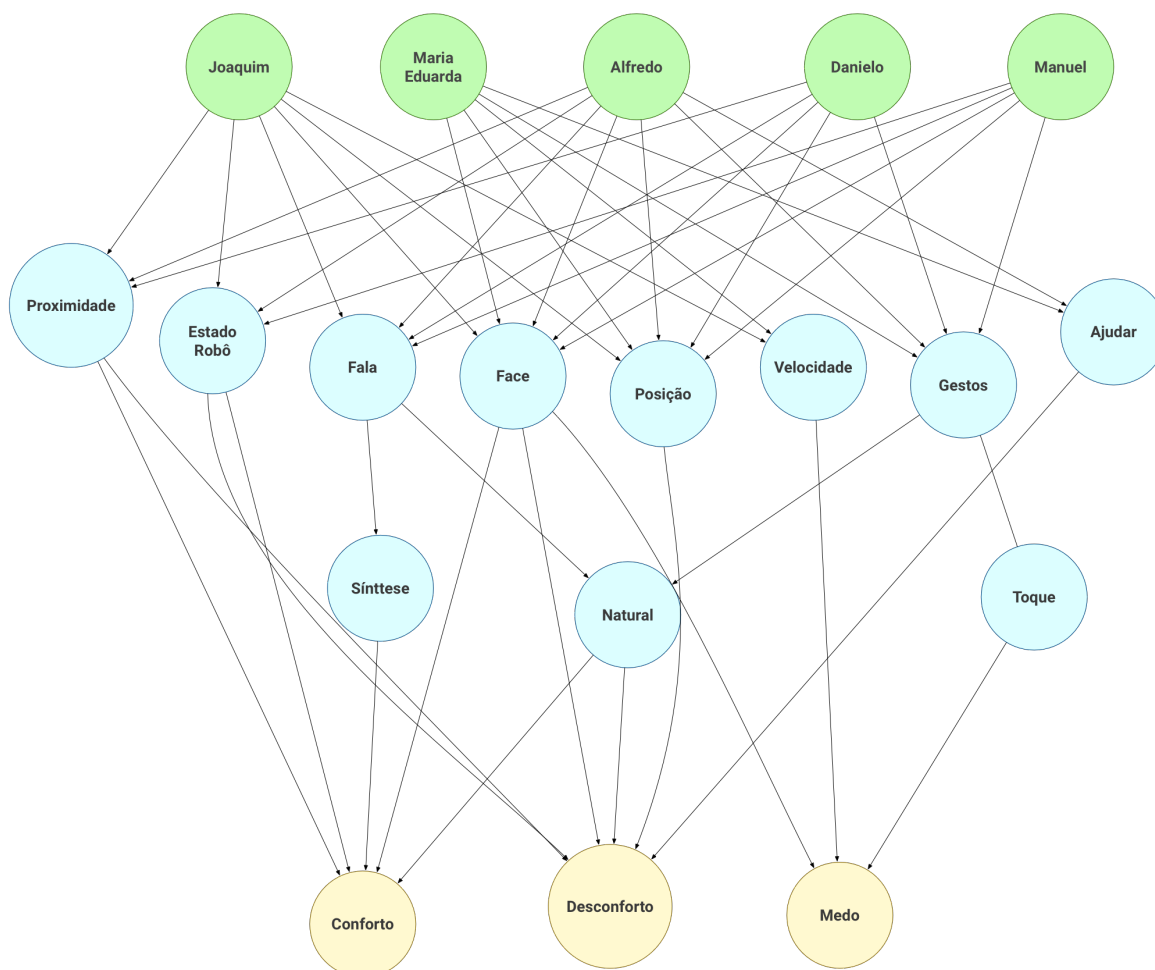 Joaquim
Maria
Eduarda
Alfredo
Danielo
Manuel
Proximidade
Estado
Robô
Fala
Face
Posição
Velocidade
Gestos
Ajudar
Sínttese
Natural
Toque
Conforto
Desconforto
Medo